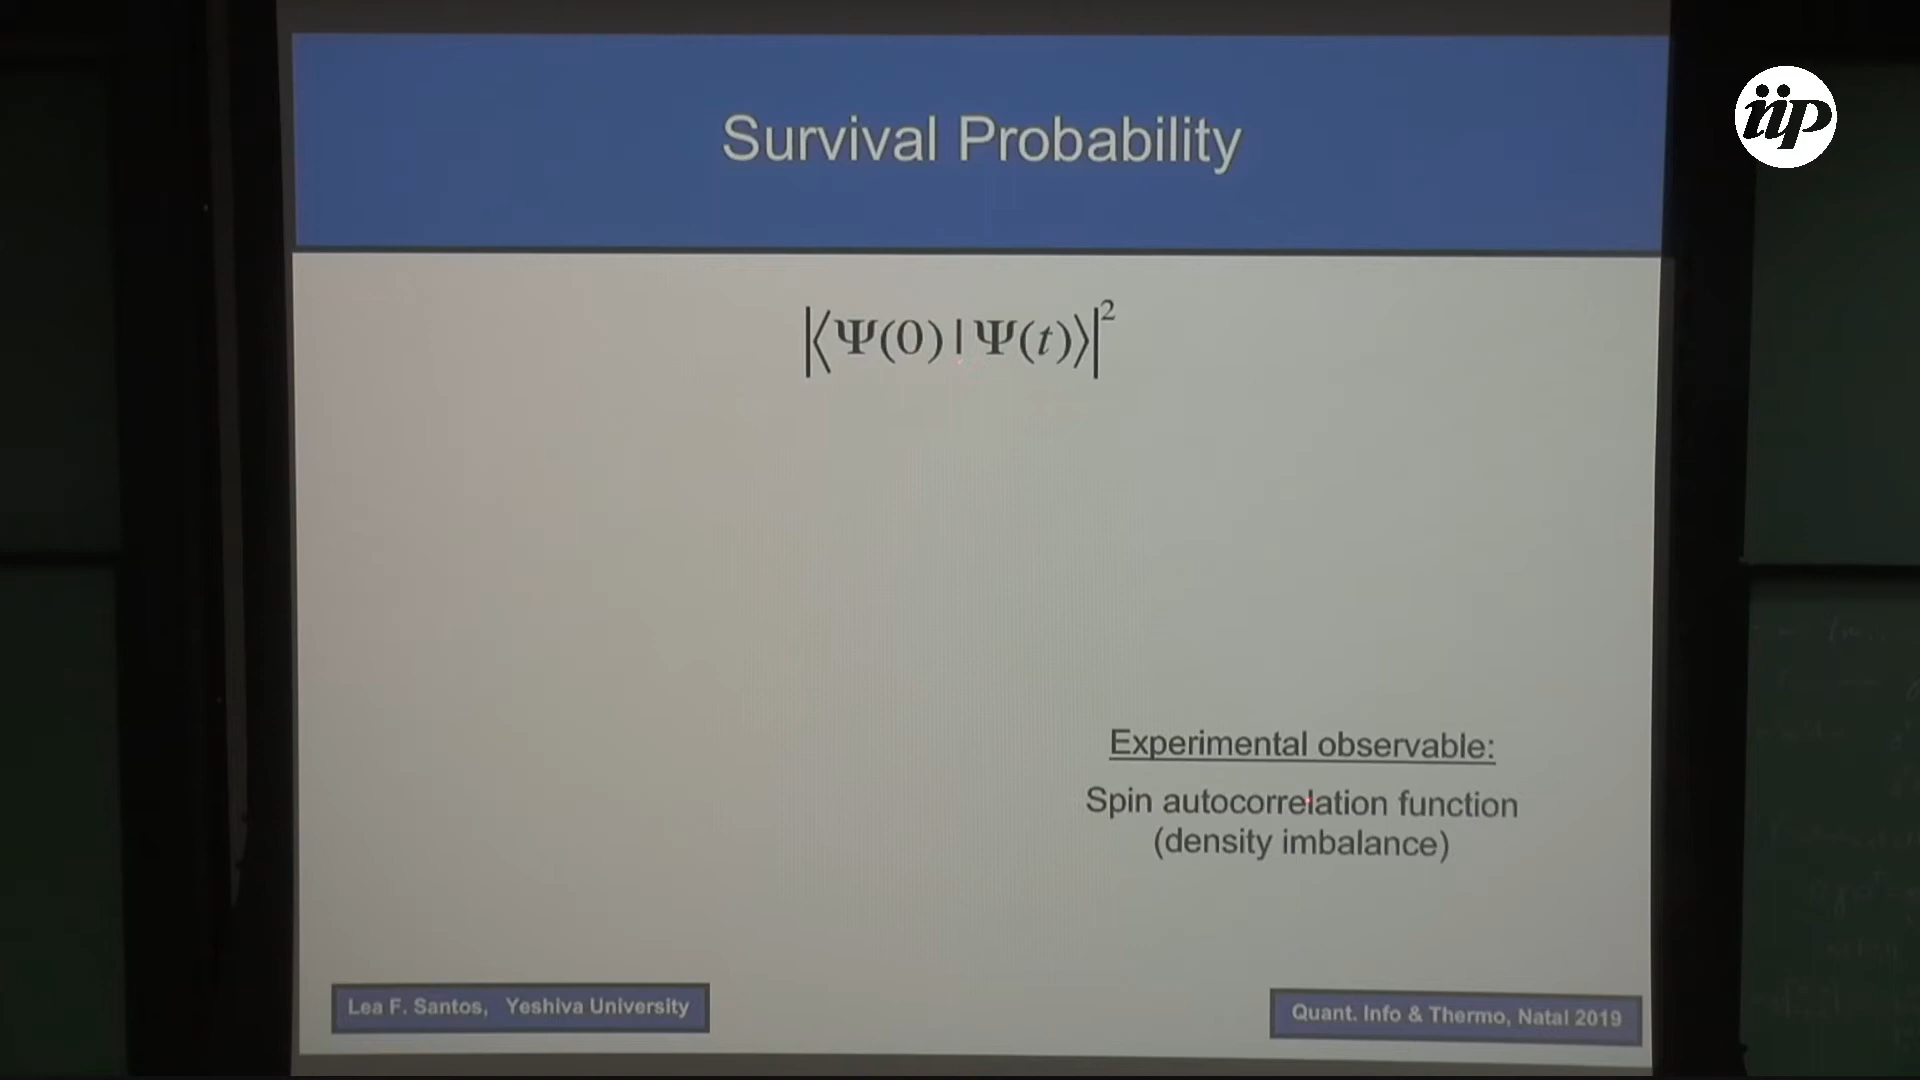 iip
Survival Probability
|⟨Ψ(0)|Ψ(t)⟩|²
Experimental observable:
Spin autocorrelation function
(density imbalance)
Lea F. Santos, Yeshiva University
Quant. Info & Thermo, Natal 2019